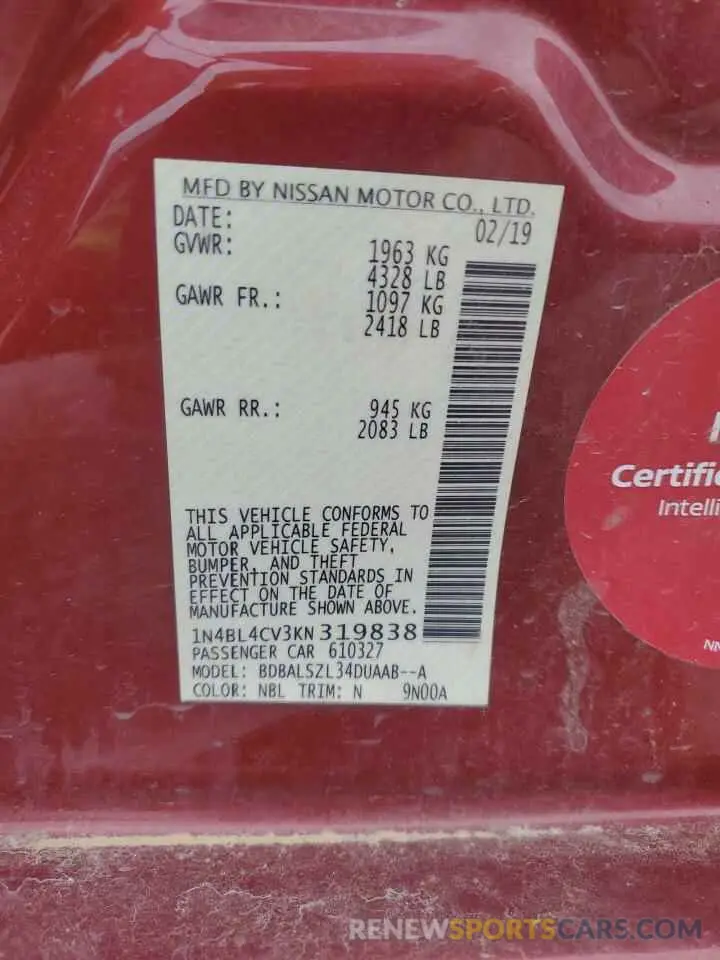 MFD BY NISSAN MOTOR CO., LTD.
DATE: 02/19
GVWR: 1963 KG
4328 LB
GAWR FR.: 1097 KG
2418 LB
GAWR RR.: 945 KG
2083 LB
THIS VEHICLE CONFORMS TO
ALL APPLICABLE FEDERAL
MOTOR VEHICLE SAFETY,
BUMPER, AND THEFT
PREVENTION STANDARDS IN
EFFECT ON THE DATE OF
MANUFACTURE SHOWN ABOVE.
1N4BL4CV3KN 319838
PASSENGER CAR 610327
MODEL: BDBALSZL34DUAAB--A
COLOR: NBL TRIM: N 9N00A
RENEWSPORTSCARS.COM